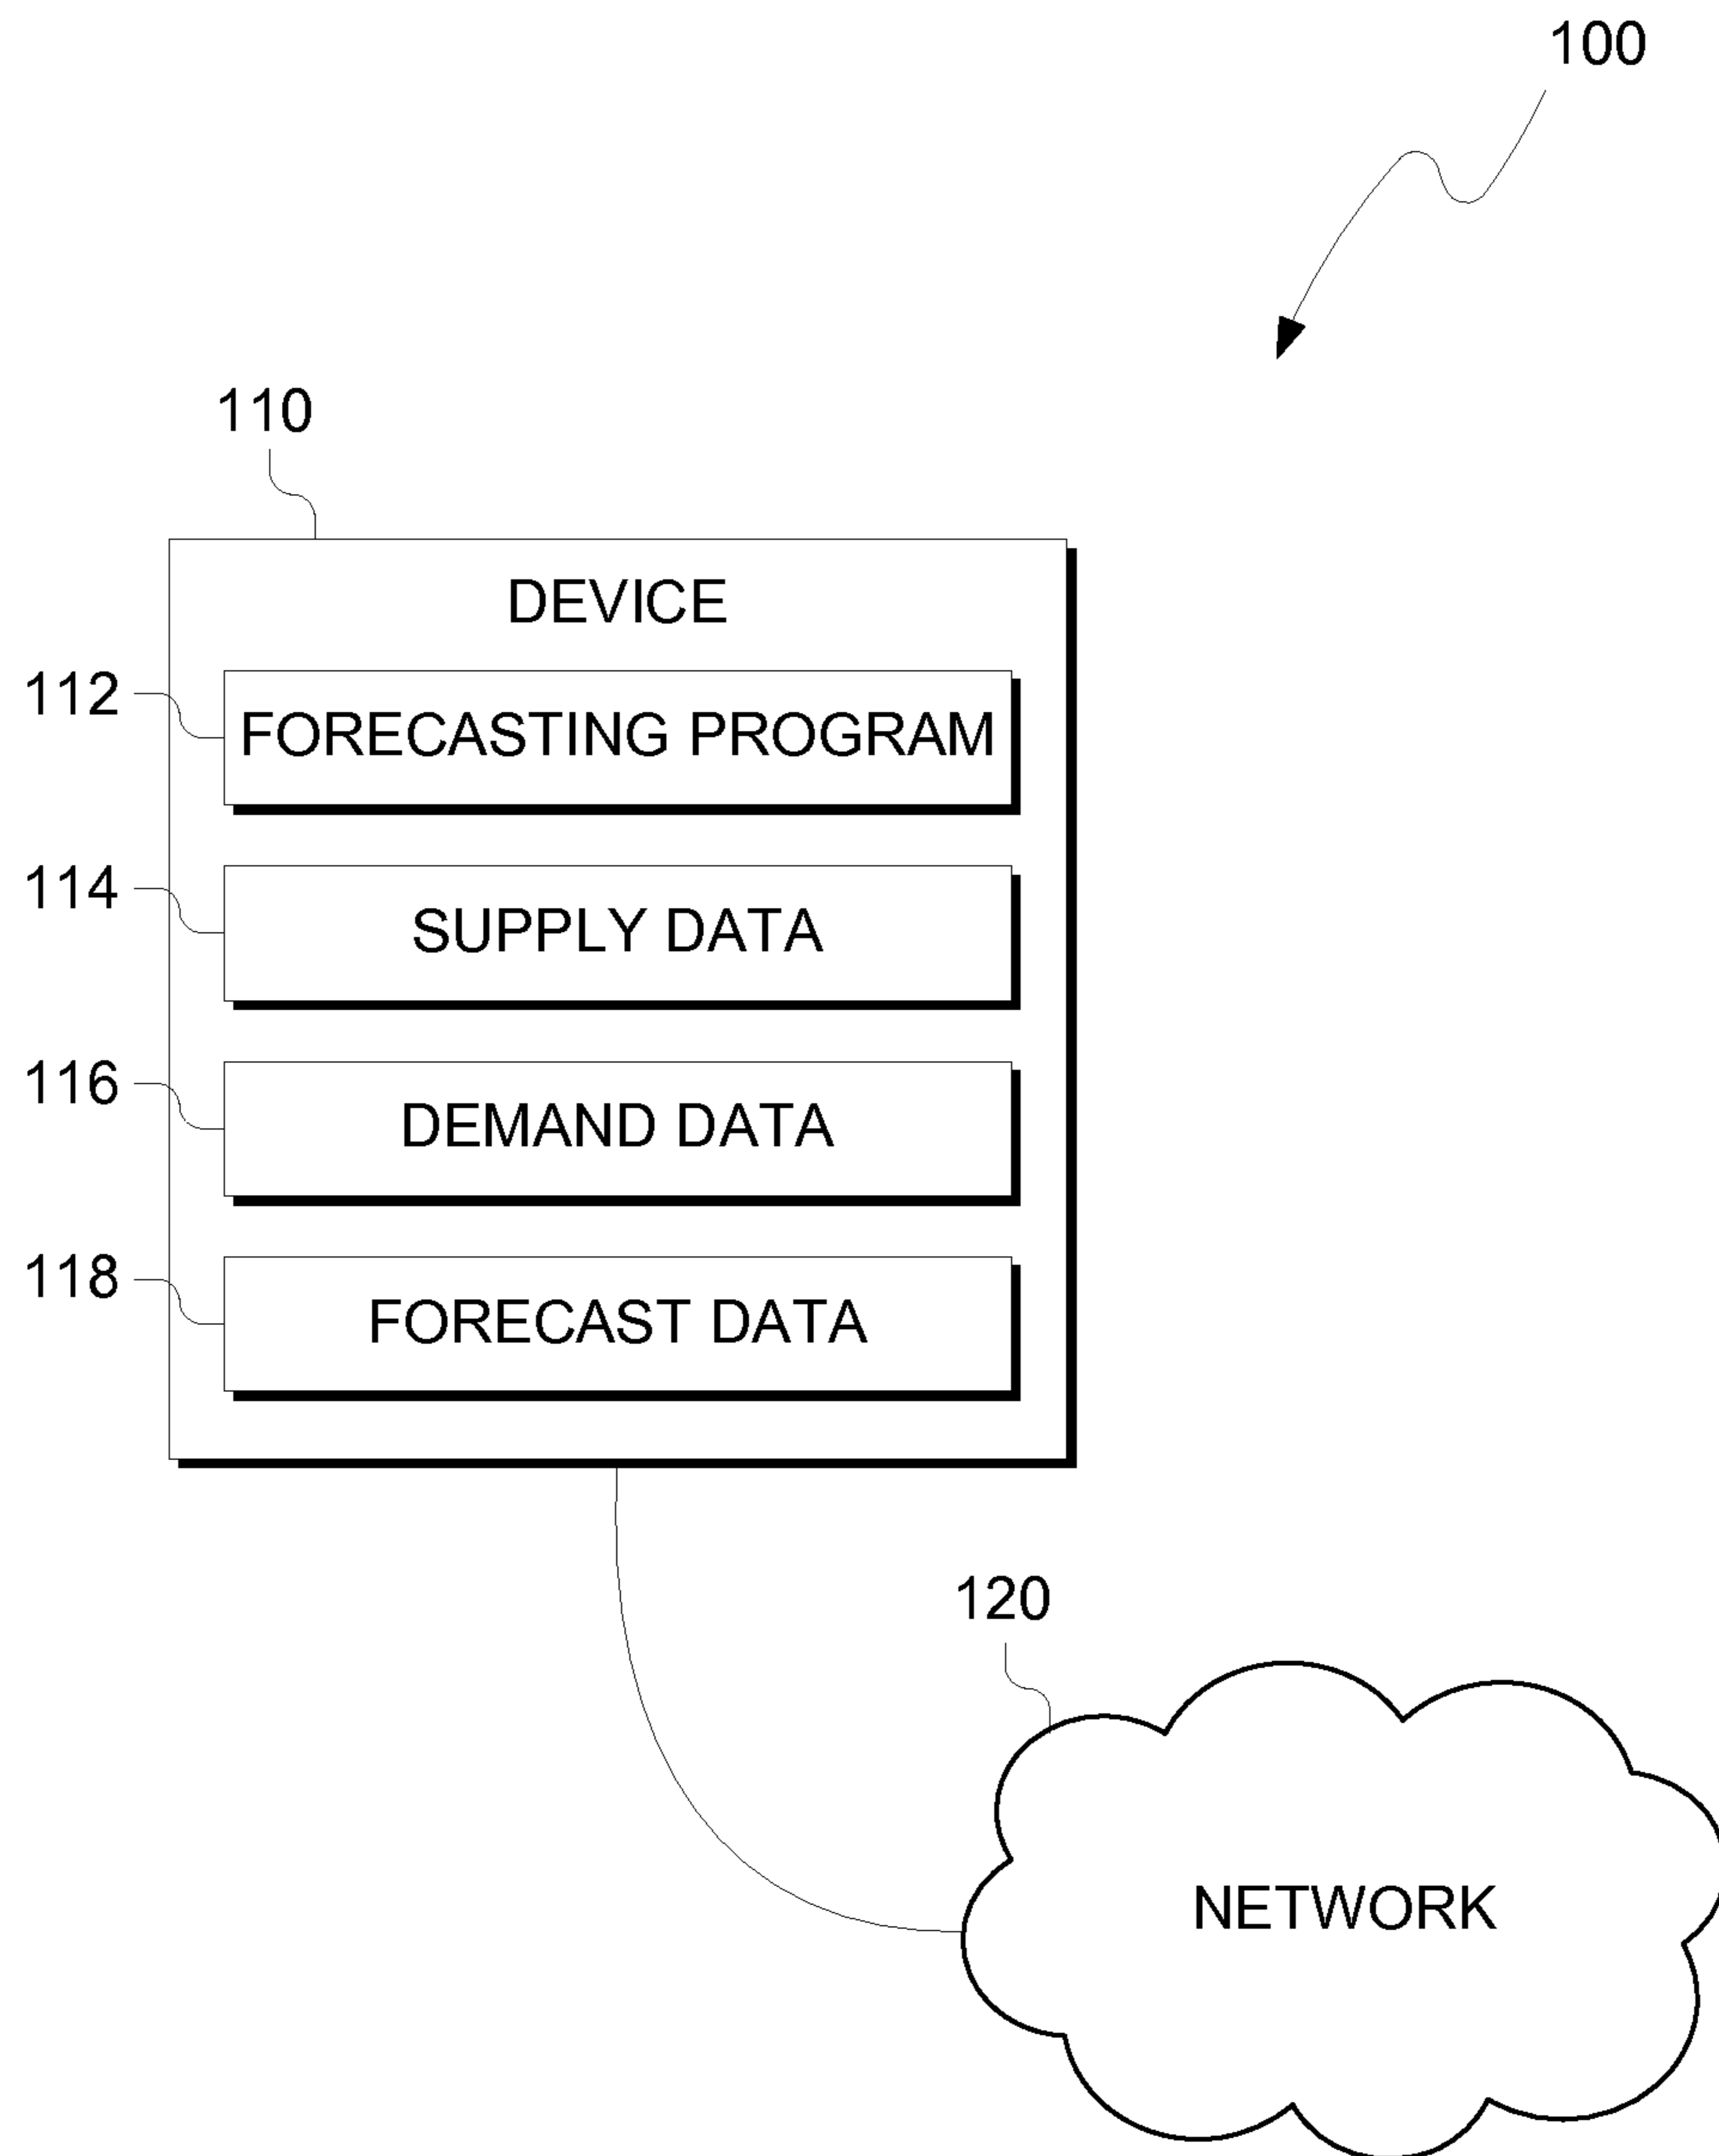 100
110
DEVICE
112
FORECASTING PROGRAM
114
SUPPLY DATA
116
DEMAND DATA
118
FORECAST DATA
120
NETWORK